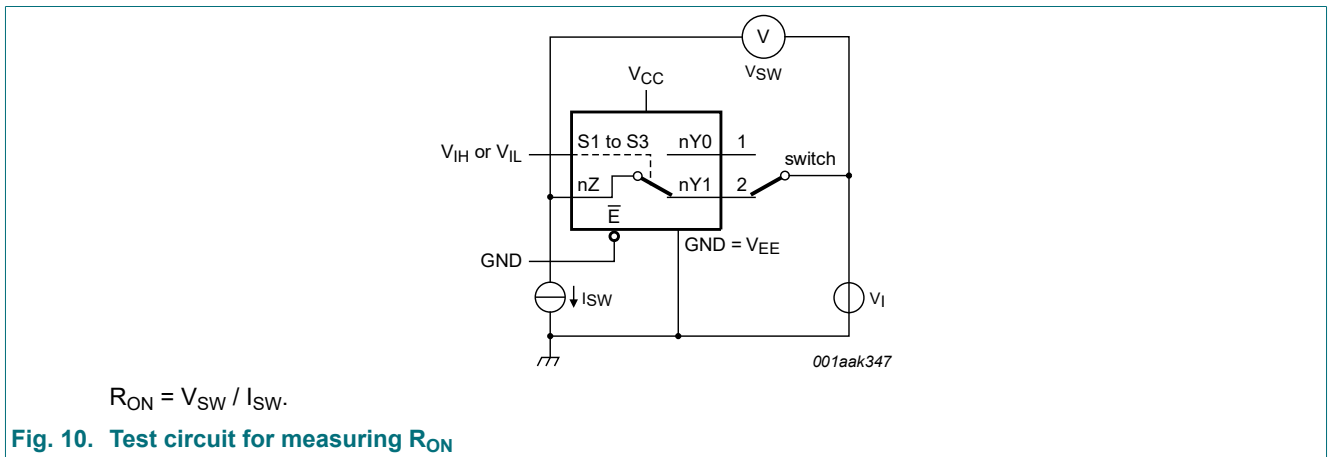 V
VSW
VCC
VIH or VIL
S1 to S3
nY0
1
switch
nZ
nY1
2
E
GND = VEE
GND
ISW
VI
001aak347
RON = VSW / ISW.
Fig. 10. Test circuit for measuring RON